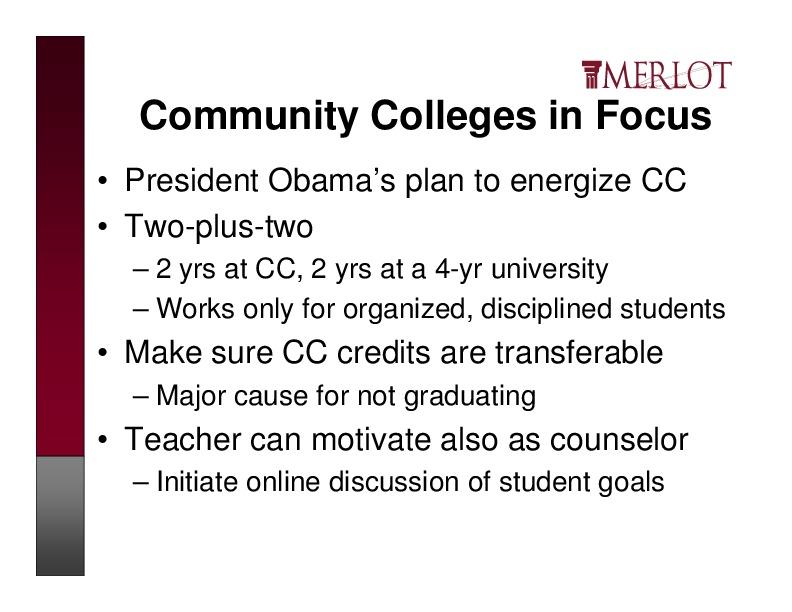 MERLOT
Community Colleges in Focus
• President Obama’s plan to energize CC
• Two-plus-two
– 2 yrs at CC, 2 yrs at a 4-yr university
– Works only for organized, disciplined students
• Make sure CC credits are transferable
– Major cause for not graduating
• Teacher can motivate also as counselor
– Initiate online discussion of student goals